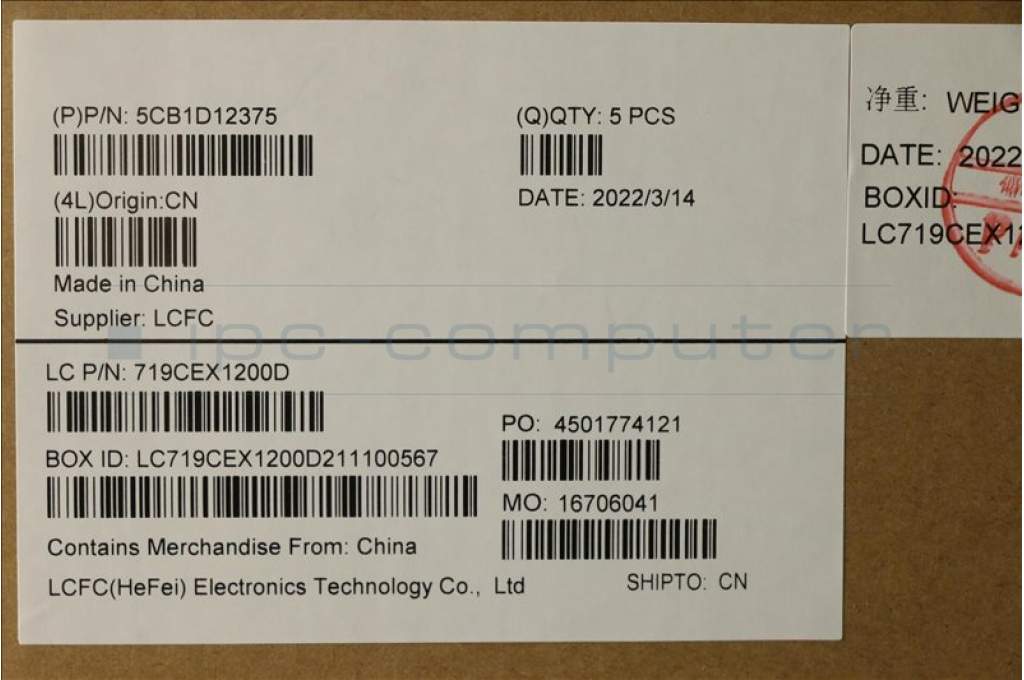 (P)P/N: 5CB1D12375
(Q)QTY: 5 PCS
(4L)Origin:CN
DATE: 2022/3/14
Made in China
Supplier: LCFC
LC P/N: 719CEX1200D
PO: 4501774121
BOX ID: LC719CEX1200D211100567
MO: 16706041
Contains Merchandise From: China
LCFC(HeFei) Electronics Technology Co., Ltd
SHIPTO: CN
净重: WEIG
DATE: 2022
BOXID:
LC719CEX11
ipc-computer